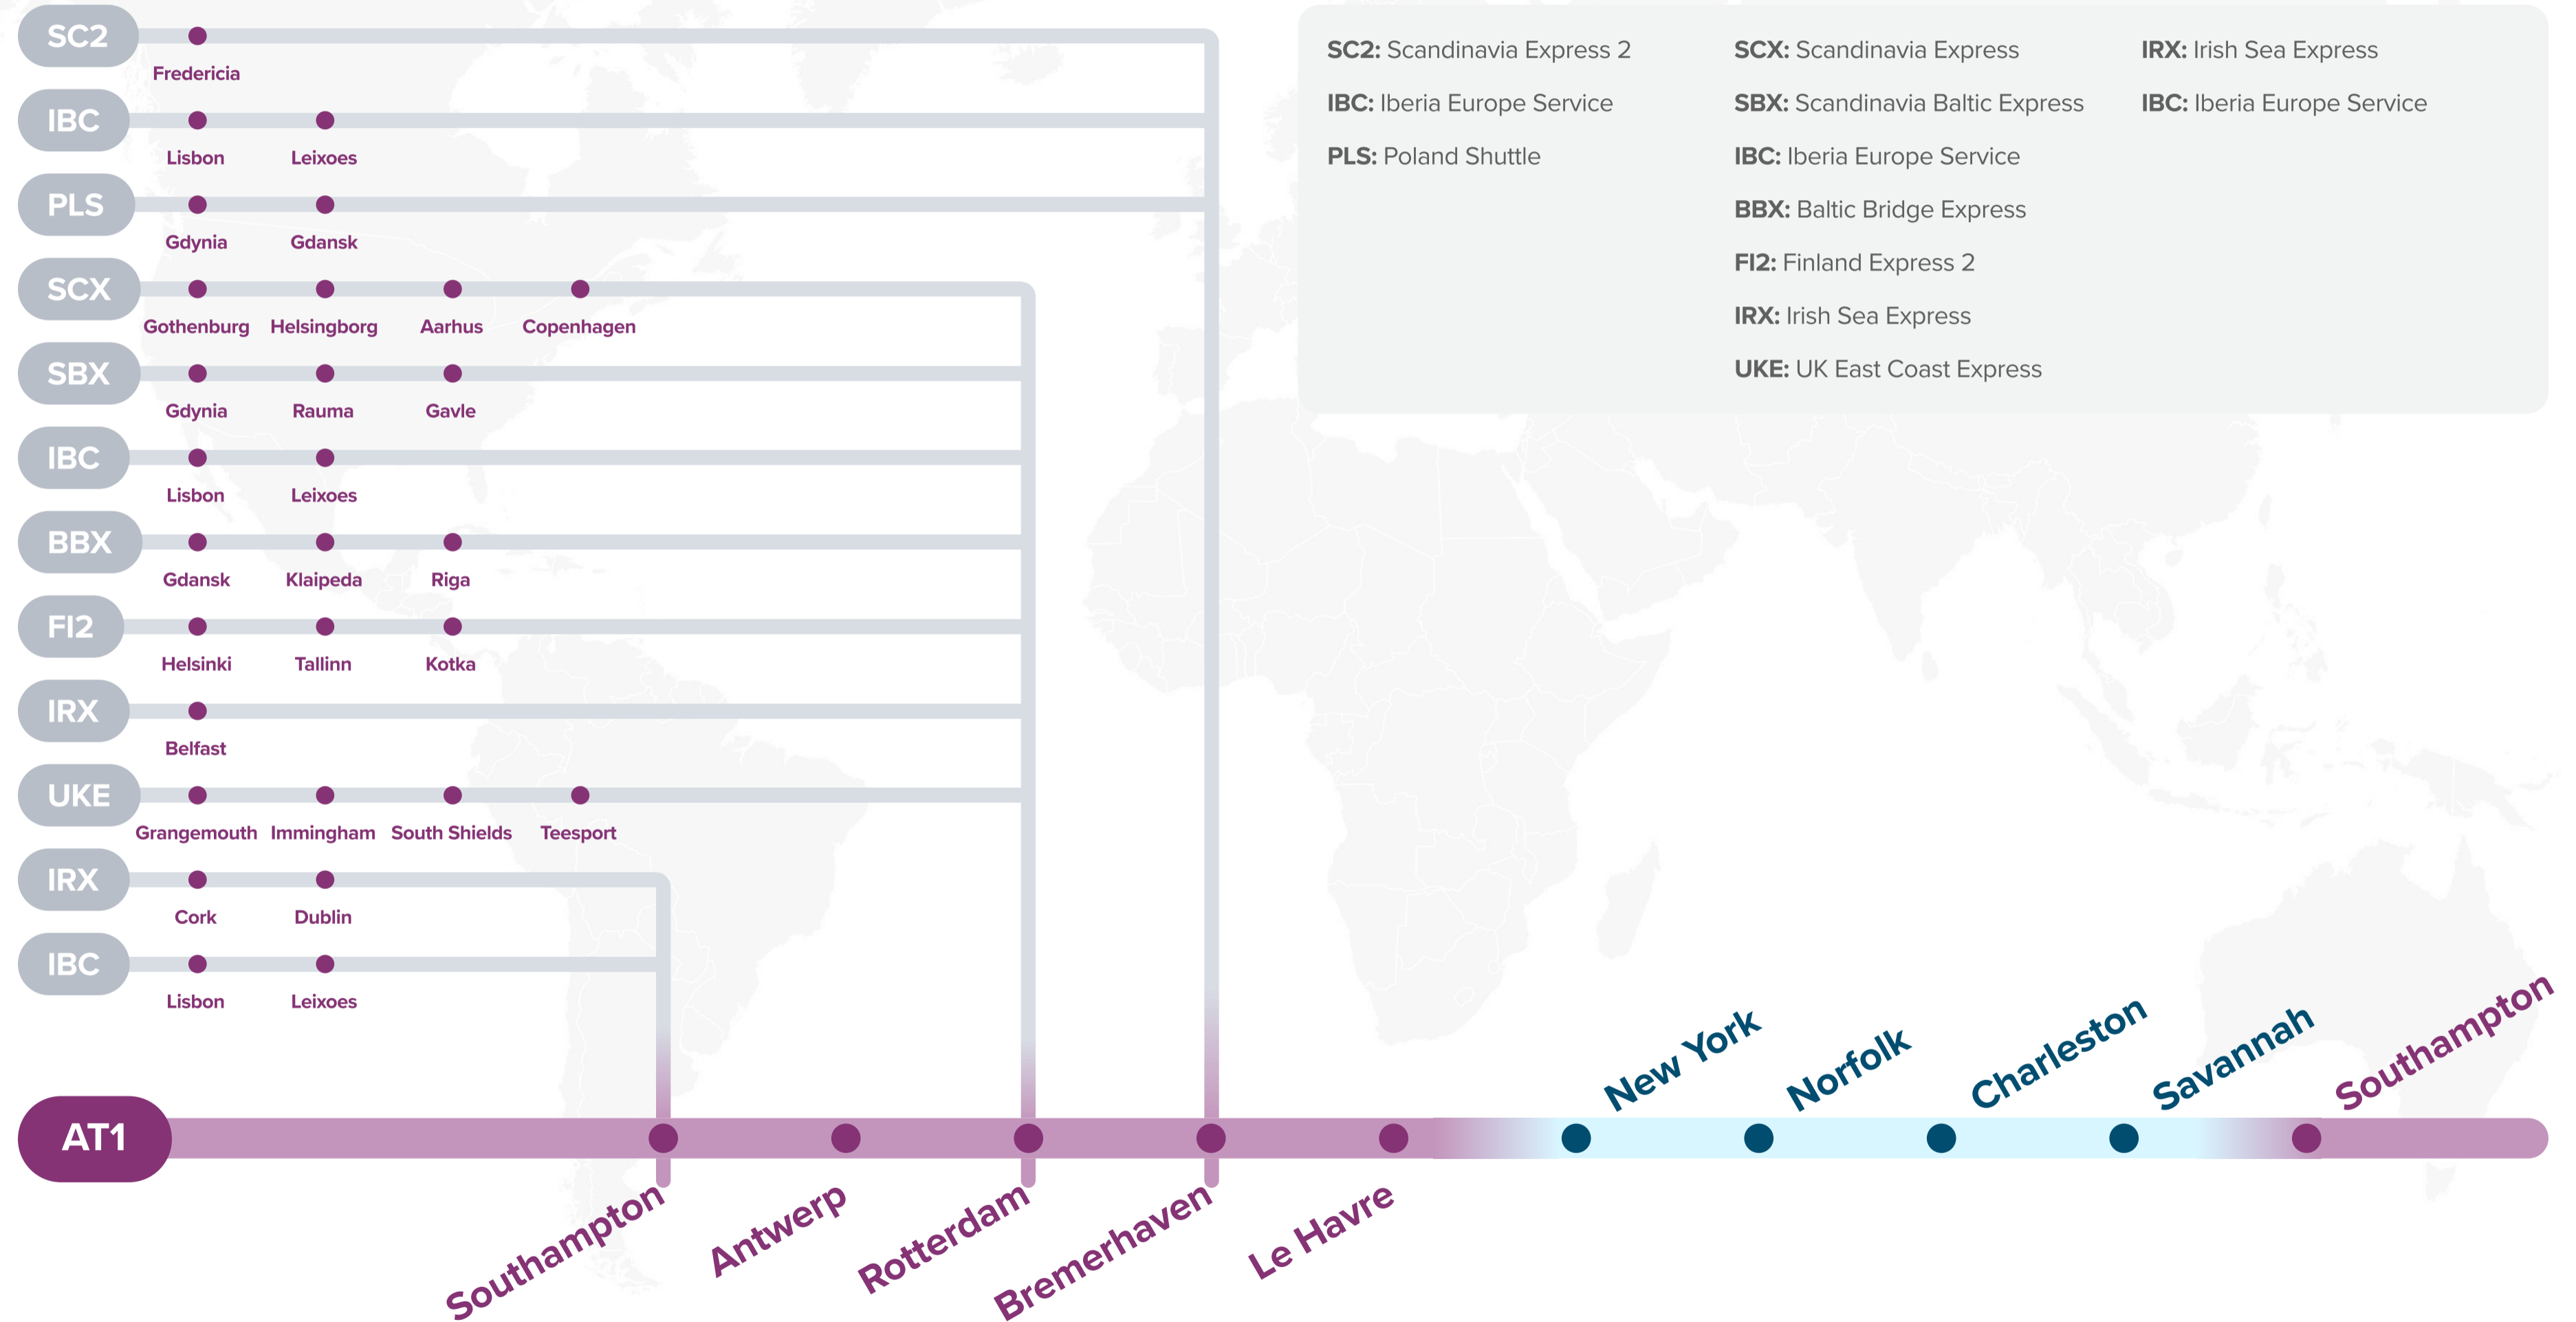 SC2
Fredericia
IBC
Lisbon Leixoes
PLS
Gdynia Gdansk
SCX
Gothenburg Helsingborg Aarhus Copenhagen
SBX
Gdynia Rauma Gavle
IBC
Lisbon Leixoes
BBX
Gdansk Klaipeda Riga
FI2
Helsinki Tallinn Kotka
IRX
Belfast
UKE
Grangemouth Immingham South Shields Teesport
IRX
Cork Dublin
IBC
Lisbon Leixoes
SC2: Scandinavia Express 2
IBC: Iberia Europe Service
PLS: Poland Shuttle
SCX: Scandinavia Express
SBX: Scandinavia Baltic Express
IBC: Iberia Europe Service
BBX: Baltic Bridge Express
FI2: Finland Express 2
IRX: Irish Sea Express
UKE: UK East Coast Express
IRX: Irish Sea Express
IBC: Iberia Europe Service
AT1
Southampton
Antwerp
Rotterdam
Bremerhaven
Le Havre
New York
Norfolk
Charleston
Savannah
Southampton